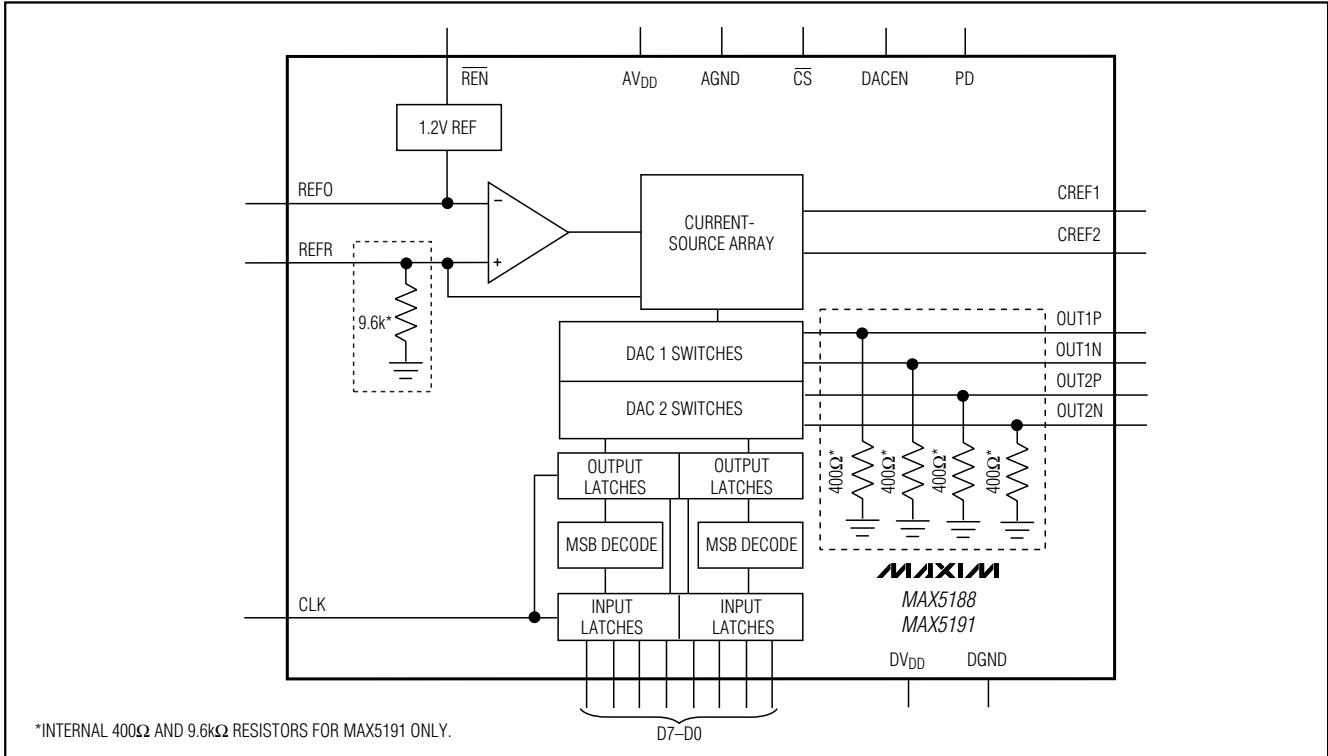 REN
AVDD
AGND
CS
DACEN
PD
1.2V REF
REFO
REFR
−
+
9.6k*
CURRENT-
SOURCE ARRAY
CREF1
CREF2
DAC 1 SWITCHES
DAC 2 SWITCHES
OUT1P
OUT1N
OUT2P
OUT2N
400Ω*
400Ω*
400Ω*
400Ω*
OUTPUT
LATCHES
OUTPUT
LATCHES
MSB DECODE
MSB DECODE
INPUT
LATCHES
INPUT
LATCHES
CLK
MAXIM
MAX5188
MAX5191
DVDD
DGND
D7–D0
*INTERNAL 400Ω AND 9.6kΩ RESISTORS FOR MAX5191 ONLY.